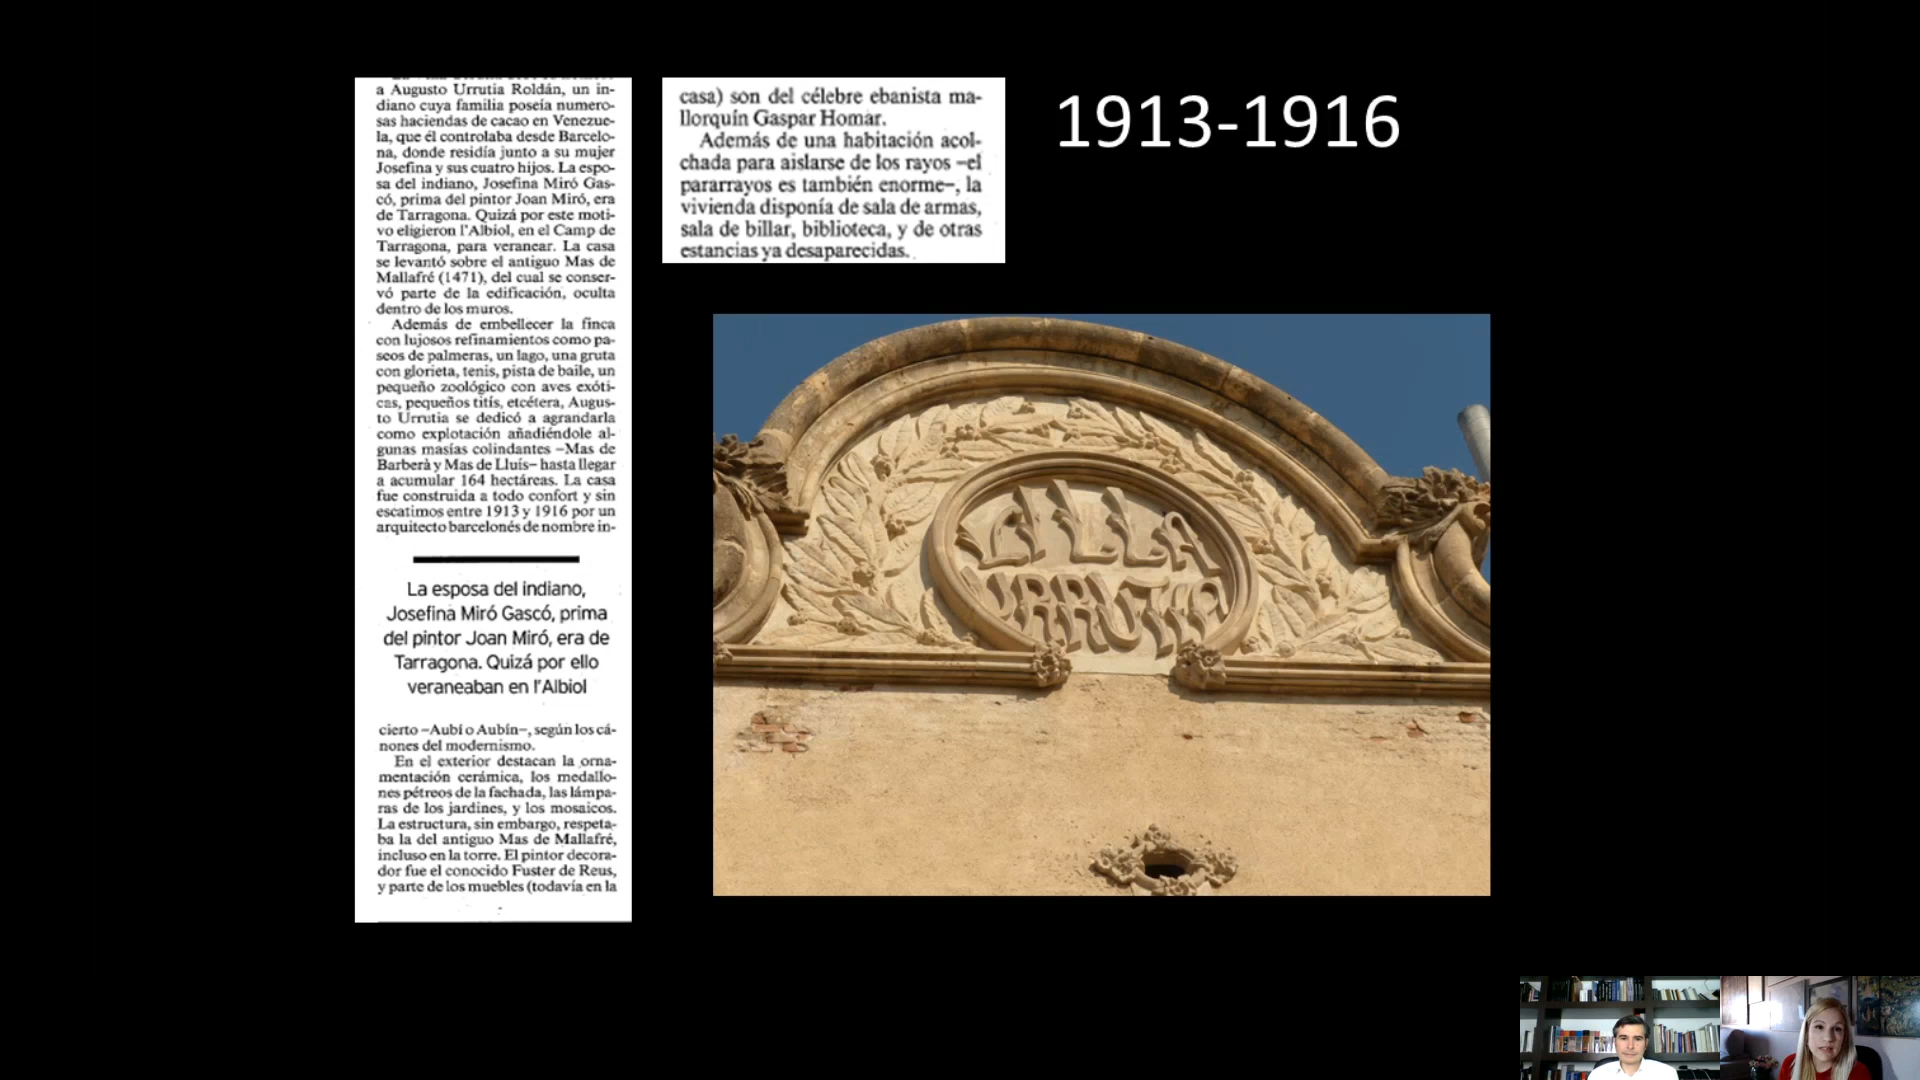 a Augusto Urrutia Roldán, un in-
diano cuya familia poseía numero-
sas haciendas de cacao en Venezue-
la, que él controlaba desde Barcelo-
na, donde residía junto a su mujer
Josefina y sus cuatro hijos. La espo-
sa del indiano, Josefina Miró Gas-
có, prima del pintor Joan Miró, era
de Tarragona. Quizá por este moti-
vo eligieron l'Albiol, en el Camp de
Tarragona, para veranear. La casa
se levantó sobre el antiguo Mas de
Mallafré (1471), del cual se conser-
vó parte de la edificación, oculta
dentro de los muros.
Además de embellecer la finca
con lujosos refinamientos como pa-
seos de palmeras, un lago, una gruta
con glorieta, tenis, pista de baile, un
pequeño zoológico con aves exóti-
cas, pequeños titís, etcétera, Augus-
to Urrutia se dedicó a agrandarla
como explotación añadiéndole al-
gunas masías colindantes –Mas de
Barberà y Mas de Lluís– hasta llegar
a acumular 164 hectáreas. La casa
fue construida a todo confort y sin
escatimos entre 1913 y 1916 por un
arquitecto barcelonés de nombre in-
La esposa del indiano,
Josefina Miró Gascó, prima
del pintor Joan Miró, era de
Tarragona. Quizá por ello
veraneaban en l'Albiol
cierto –Aubí o Aubín–, según los cá-
nones del modernismo.
En el exterior destacan la orna-
mentación cerámica, los medallo-
nes pétreos de la fachada, las lámpa-
ras de los jardines, y los mosaicos.
La estructura, sin embargo, respeta-
ba la del antiguo Mas de Mallafré,
incluso en la torre. El pintor decora-
dor fue el conocido Fuster de Reus,
y parte de los muebles (todavía en la
casa) son del célebre ebanista ma-
llorquín Gaspar Homar.
Además de una habitación acol-
chada para aislarse de los rayos –el
pararrayos es también enorme–, la
vivienda disponía de sala de armas,
sala de billar, biblioteca, y de otras
estancias ya desaparecidas.
1913-1916
VILLA
URRUTIA